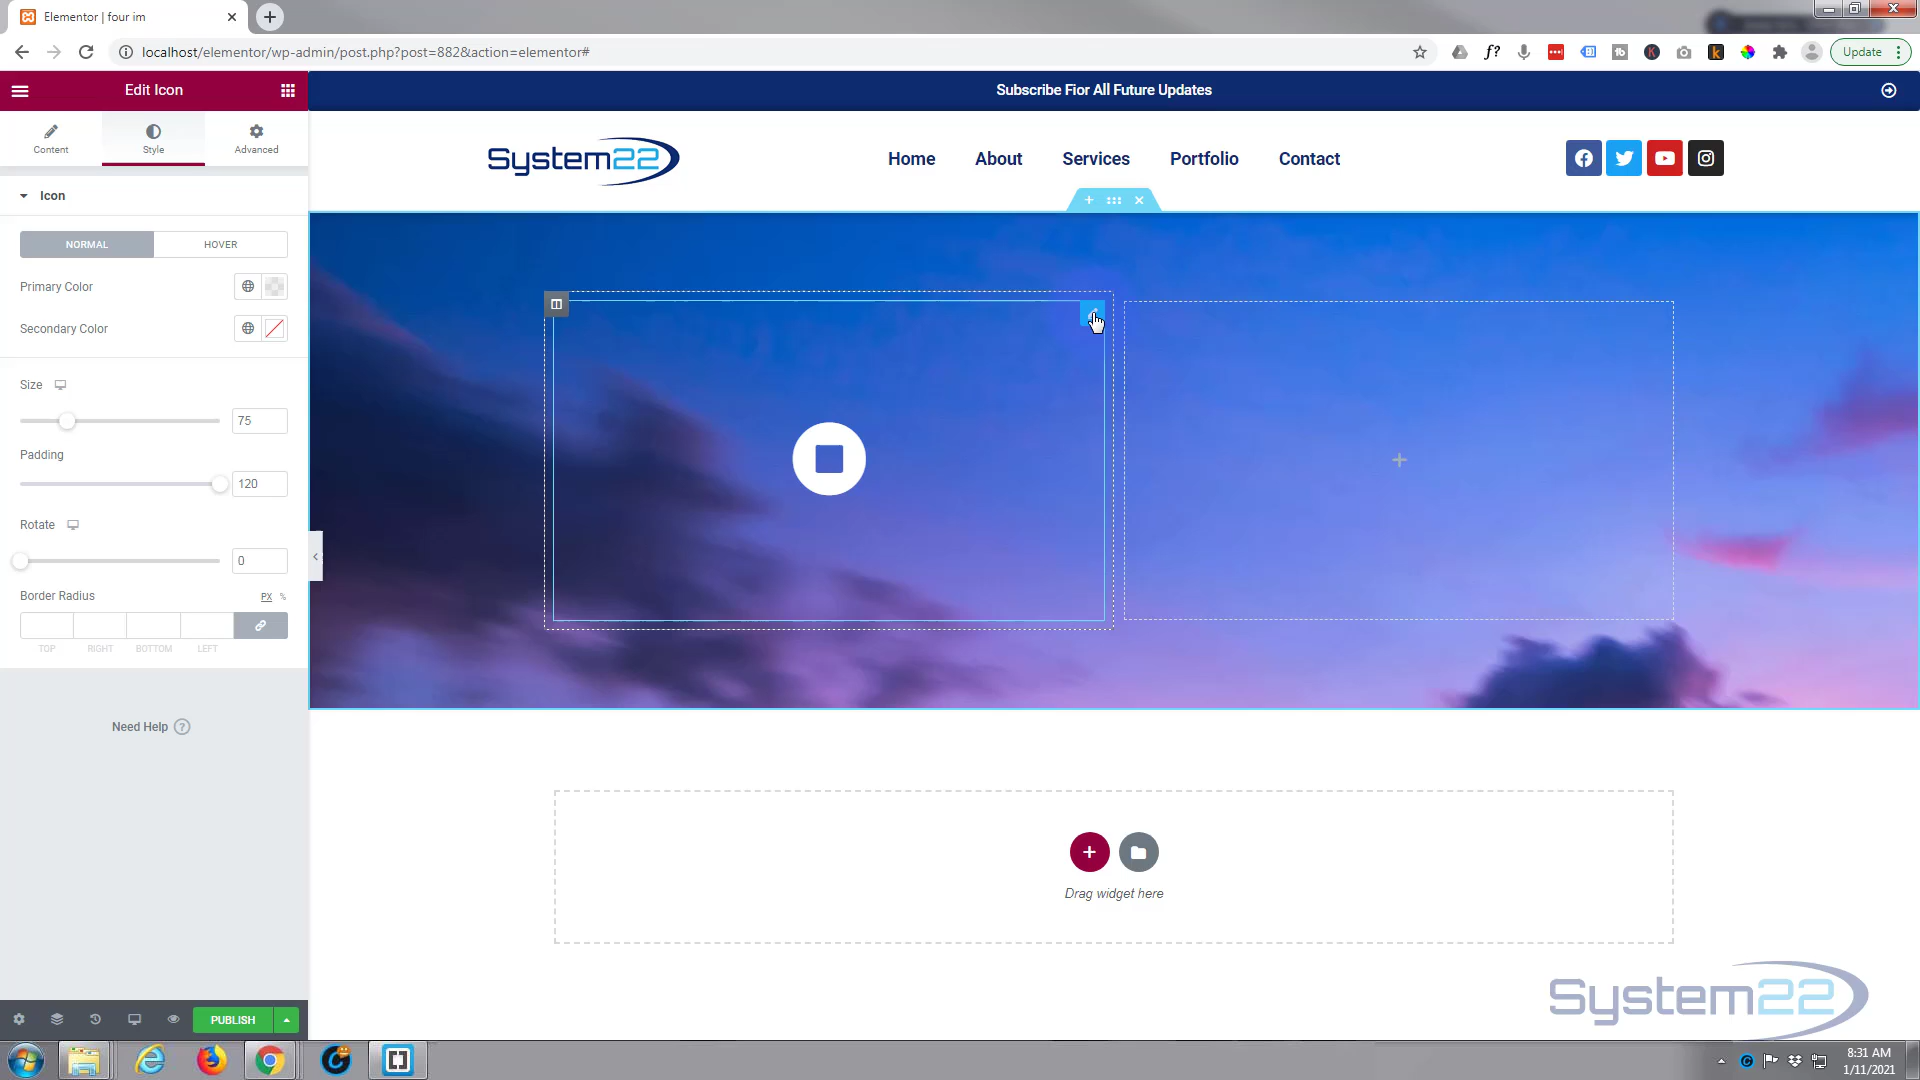 Elementor | four im
localhost/elementor/wp-admin/post.php?post=882&action=elementor#
Update
Edit Icon
Subscribe Fior All Future Updates
Content
Style
Advanced
System22
Home
About
Services
Portfolio
Contact
Icon
NORMAL
HOVER
Primary Color
Secondary Color
Size
75
Padding
120
Rotate
0
Border Radius
PX
%
TOP
RIGHT
BOTTOM
LEFT
Need Help
Drag widget here
System22
PUBLISH
8:31 AM
1/11/2021